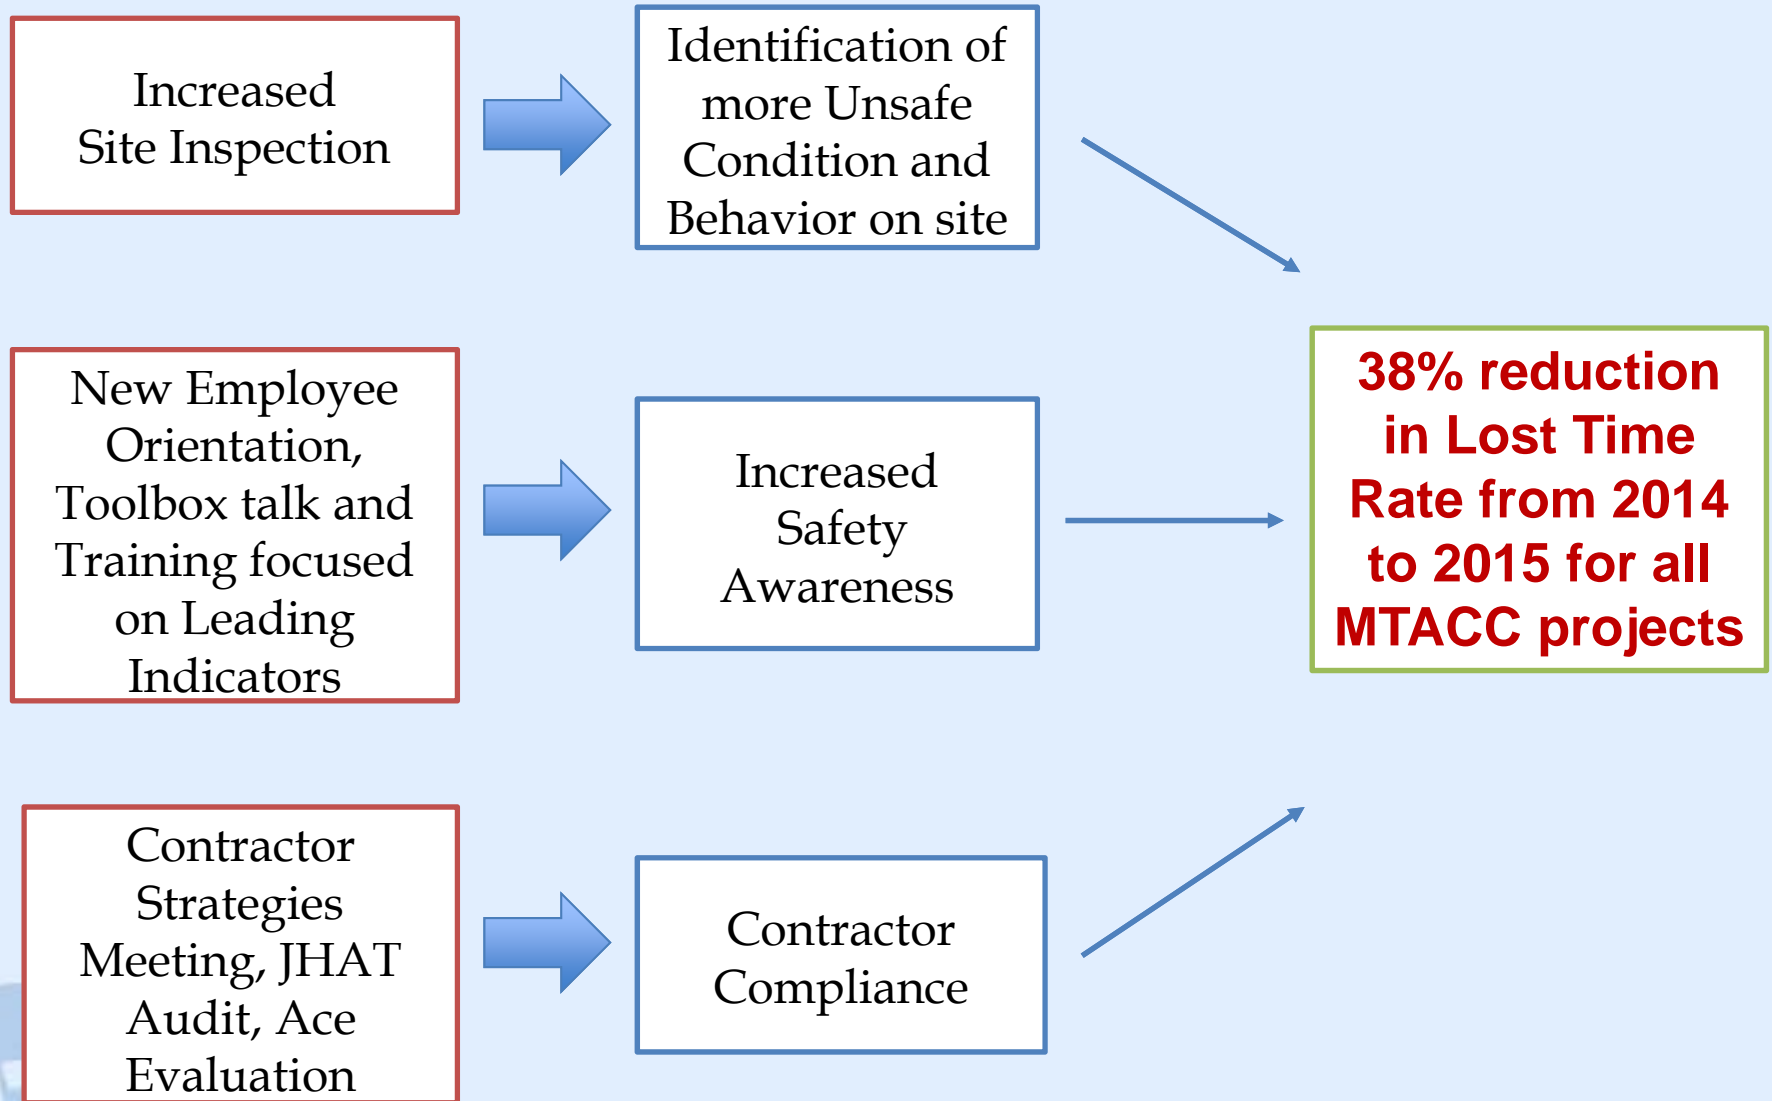 Increased
Site Inspection
Identification of
more Unsafe
Condition and
Behavior on site
New Employee
Orientation,
Toolbox talk and
Training focused
on Leading
Indicators
Increased
Safety
Awareness
38% reduction
in Lost Time
Rate from 2014
to 2015 for all
MTACC projects
Contractor
Strategies
Meeting, JHAT
Audit, Ace
Evaluation
Contractor
Compliance